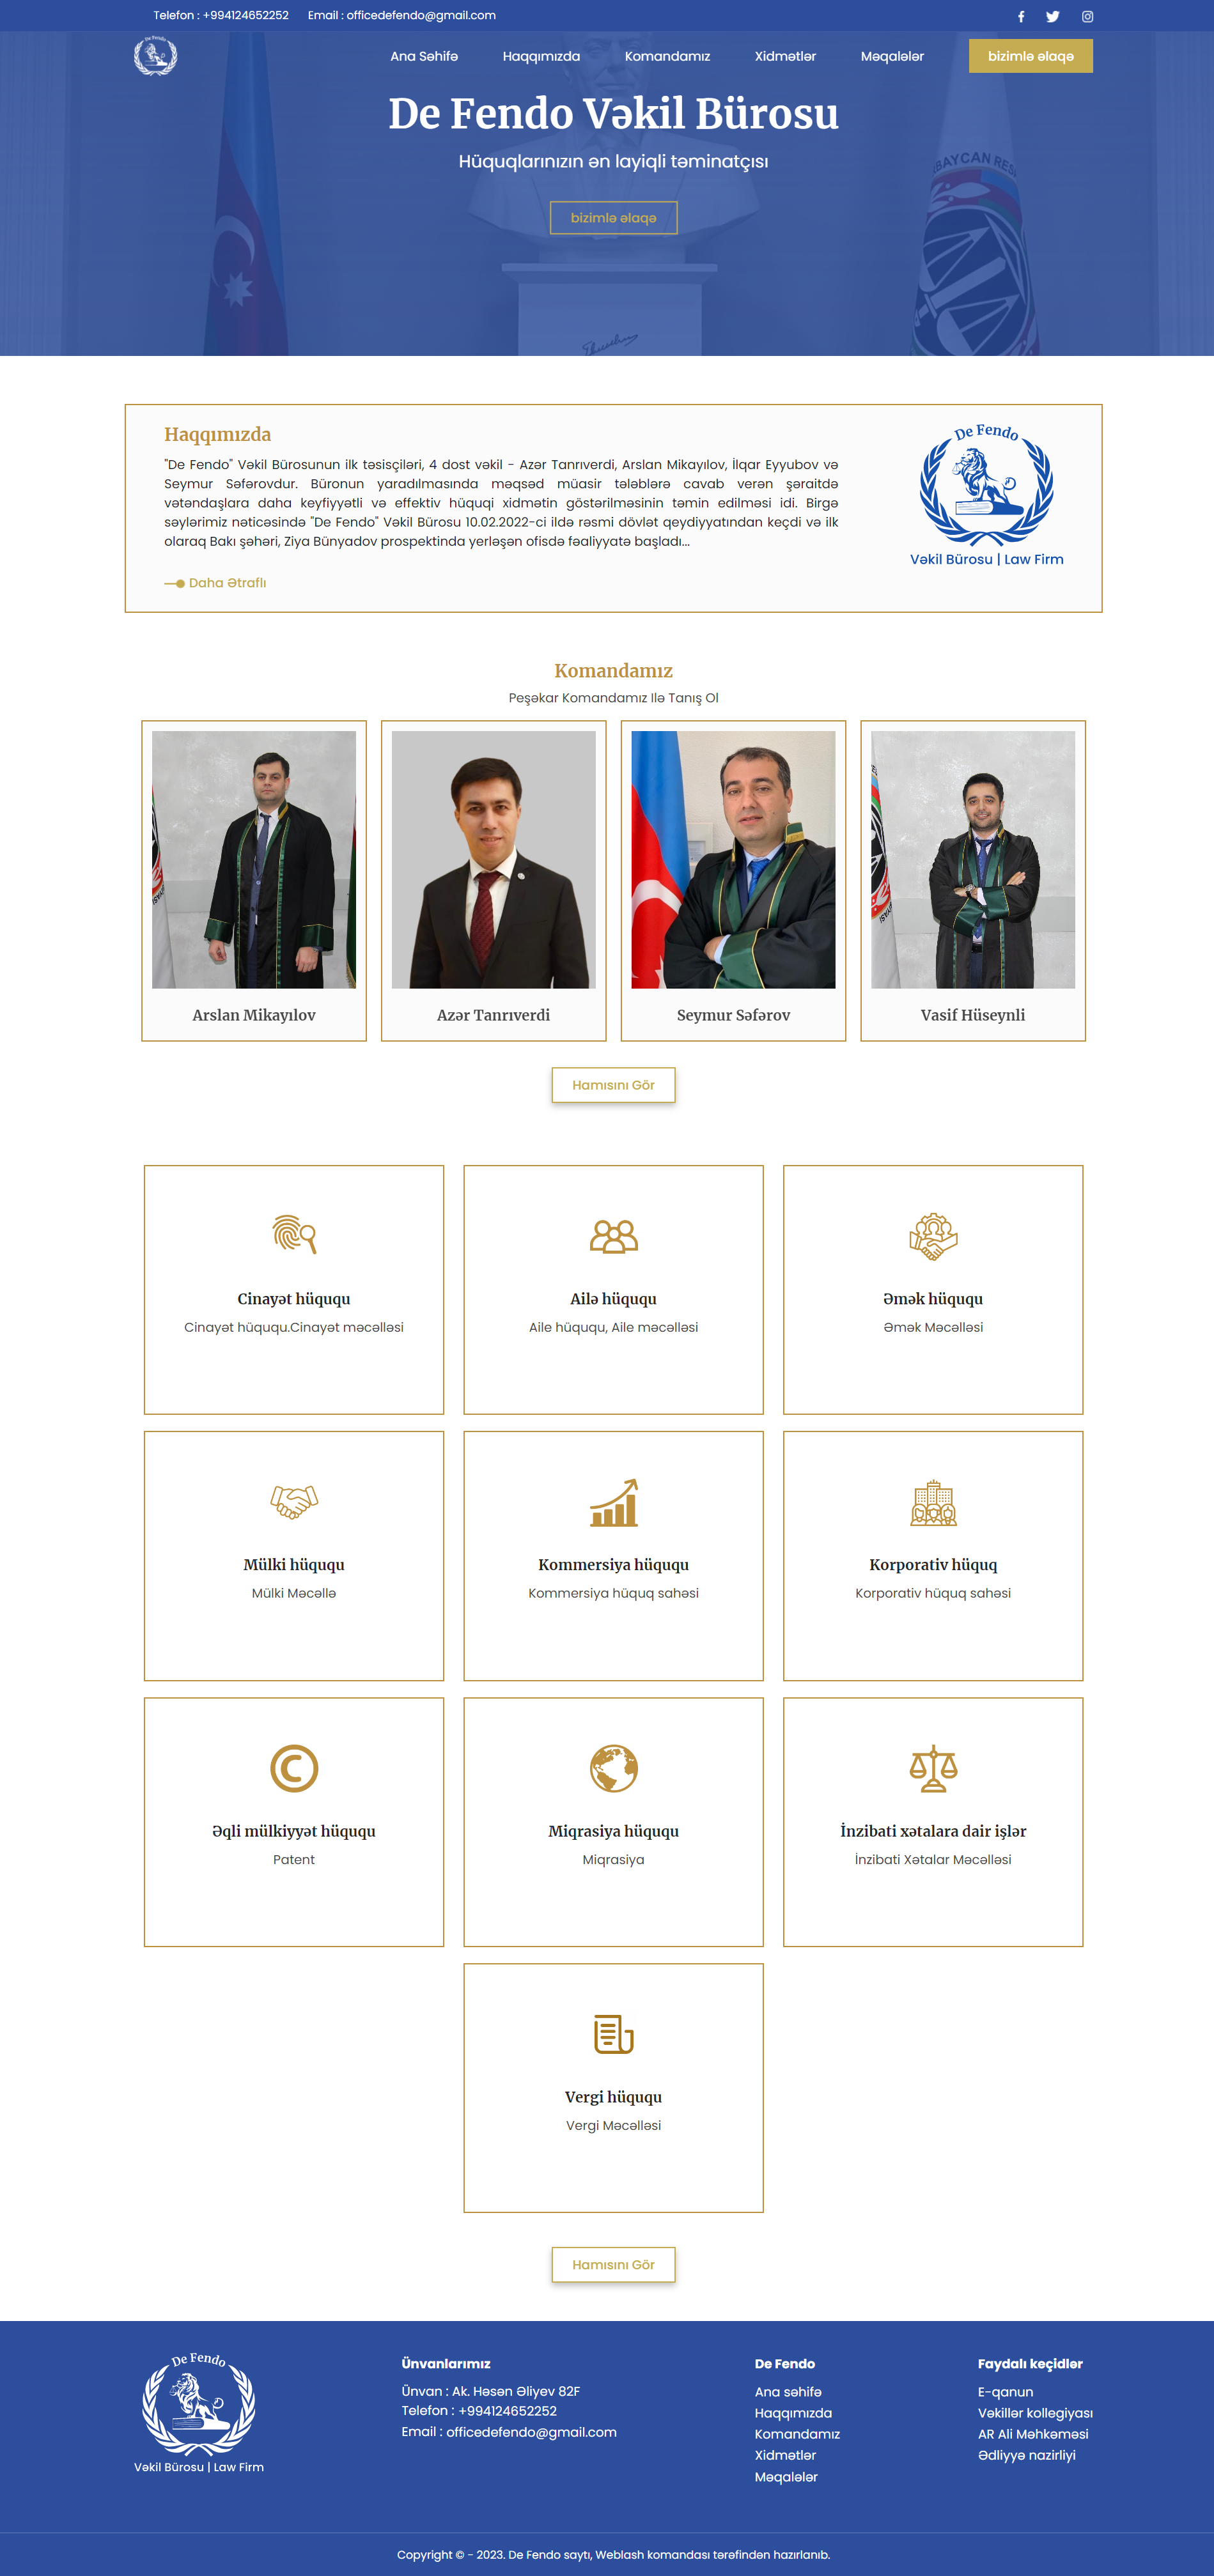 Telefon : +994124652252 Email : officedefendo@gmail.com
De Fendo
Ana Səhifə Haqqımızda Komandamız Xidmətlər Məqalələr bizimlə əlaqə
De Fendo Vəkil Bürosu
Hüquqlarınızın ən layiqli təminatçısı
bizimlə əlaqə
Haqqımızda
"De Fendo" Vəkil Bürosunun ilk təsisçiləri, 4 dost vəkil - Azər Tanrıverdi, Arslan Mikayılov, İlqar Eyyubov və
Seymur Səfərovdur. Büronun yaradılmasında məqsəd müasir tələblərə cavab verən şəraitdə
vətəndaşlara daha keyfiyyətli və effektiv hüquqi xidmətin göstərilməsinin təmin edilməsi idi. Birgə
səylərimiz nəticəsində "De Fendo" Vəkil Bürosu 10.02.2022-ci ildə rəsmi dövlət qeydiyyatından keçdi və ilk
olaraq Bakı şəhəri, Ziya Bünyadov prospektində yerləşən ofisdə fəaliyyətə başladı...
Daha Ətraflı
De Fendo
Vəkil Bürosu | Law Firm
Komandamız
Peşəkar Komandamız Ilə Tanış Ol
Arslan Mikayılov
Azər Tanrıverdi
Seymur Səfərov
Vasif Hüseynli
Hamısını Gör
Cinayət hüququ
Cinayət hüququ.Cinayət məcəlləsi
Ailə hüququ
Aile hüququ, Aile məcəlləsi
Əmək hüququ
Əmək Məcəlləsi
Mülki hüququ
Mülki Məcəllə
Kommersiya hüququ
Kommersiya hüquq sahəsi
Korporativ hüquq
Korporativ hüquq sahəsi
Əqli mülkiyyət hüququ
Patent
Miqrasiya hüququ
Miqrasiya
İnzibati xətalara dair işlər
İnzibati Xətalar Məcəlləsi
Vergi hüququ
Vergi Məcəlləsi
Hamısını Gör
De Fendo
Vəkil Bürosu | Law Firm
Ünvanlarımız
Ünvan : Ak. Həsən Əliyev 82F
Telefon : +994124652252
Email : officedefendo@gmail.com
De Fendo
Ana səhifə
Haqqımızda
Komandamız
Xidmətlər
Məqalələr
Faydalı keçidlər
E-qanun
Vəkillər kollegiyası
AR Ali Məhkəməsi
Ədliyyə nazirliyi
Copyright © - 2023. De Fendo saytı, Weblash komandası tərəfindən hazırlanıb.